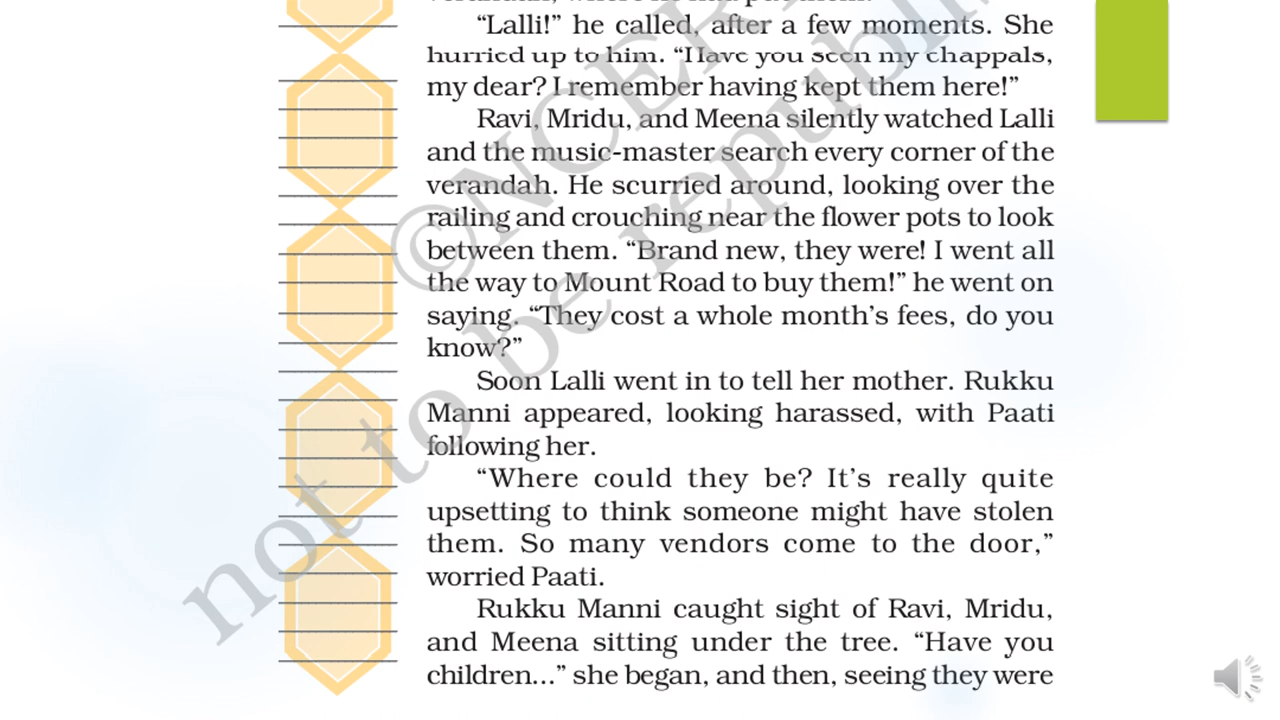 “Lalli!” he called, after a few moments. She
hurried up to him. “Have you seen my chappals,
my dear? I remember having kept them here!”
Ravi, Mridu, and Meena silently watched Lalli
and the music-master search every corner of the
verandah. He scurried around, looking over the
railing and crouching near the flower pots to look
between them. “Brand new, they were! I went all
the way to Mount Road to buy them!” he went on
saying. “They cost a whole month’s fees, do you
know?”
Soon Lalli went in to tell her mother. Rukku
Manni appeared, looking harassed, with Paati
following her.
“Where could they be? It’s really quite
upsetting to think someone might have stolen
them. So many vendors come to the door,”
worried Paati.
Rukku Manni caught sight of Ravi, Mridu,
and Meena sitting under the tree. “Have you
children...” she began, and then, seeing they were
©NCER
not to be republi